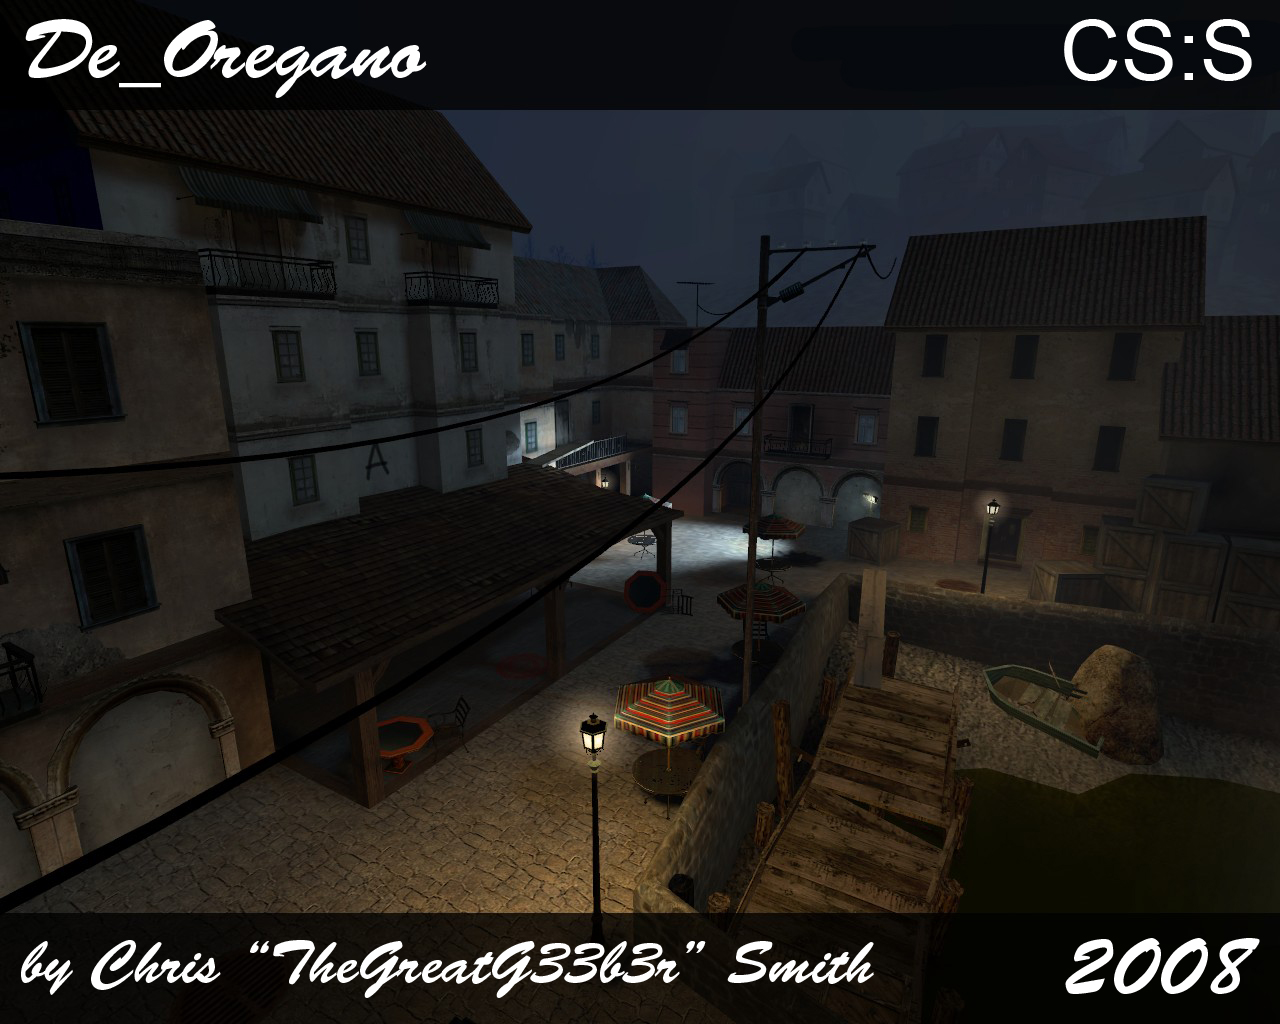 De_Oregano
CS:S
A
by Chris “TheGreatG33b3r” Smith
2008